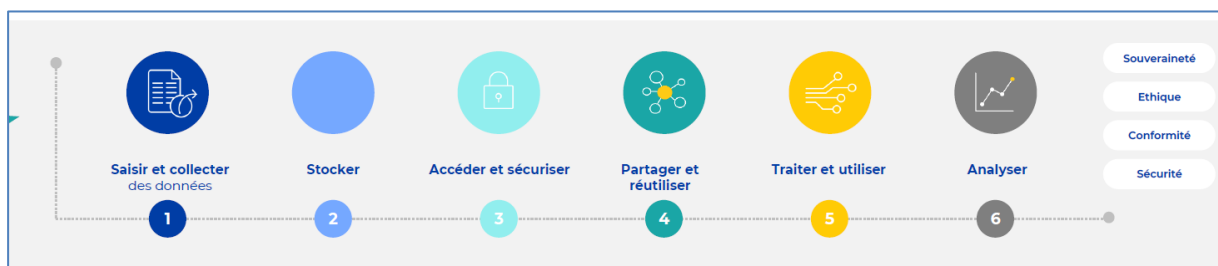 Saisir et collecter
des données
1
Stocker
2
Accéder et sécuriser
3
Partager et
réutiliser
4
Traiter et utiliser
5
Analyser
6
Souveraineté
Ethique
Conformité
Sécurité